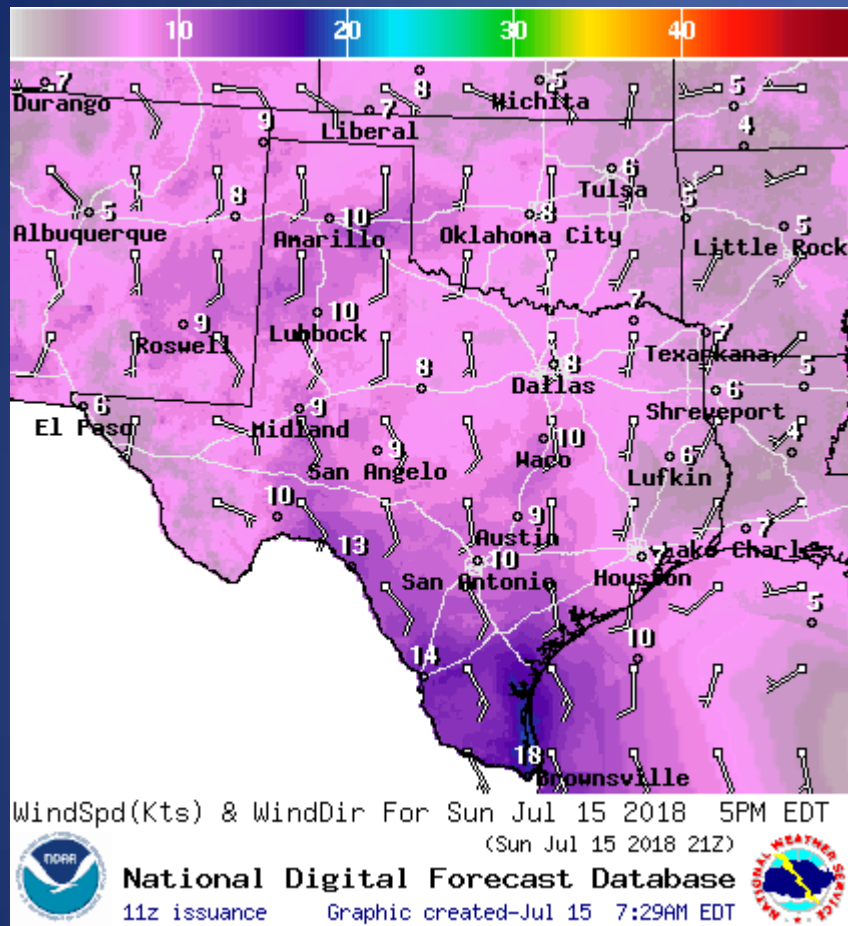 10 20 30 40
7 8 5 5
Durango Wichita
7
Liberal
9 4
6
Tulsa
5 8 10 8 5 5
Albuquerque Amarillo Oklahoma City Little Rock
9 10 7 7
Roswell Lubbock Texarkana
8 8
Dallas
6 9 6
El Paso Midland Shreveport
9 10 6 4
San Angelo Waco Lufkin
10 9 7
Austin Lake Charles
13 10
San Antonio Houston
5
14 10
18
Brownsville
WindSpd(Kts) & WindDir For Sun Jul 15 2018 5PM EDT
(Sun Jul 15 2018 21Z)
NOAA
National Digital Forecast Database
11z issuance Graphic created-Jul 15 7:29AM EDT
NATIONAL WEATHER SERVICE